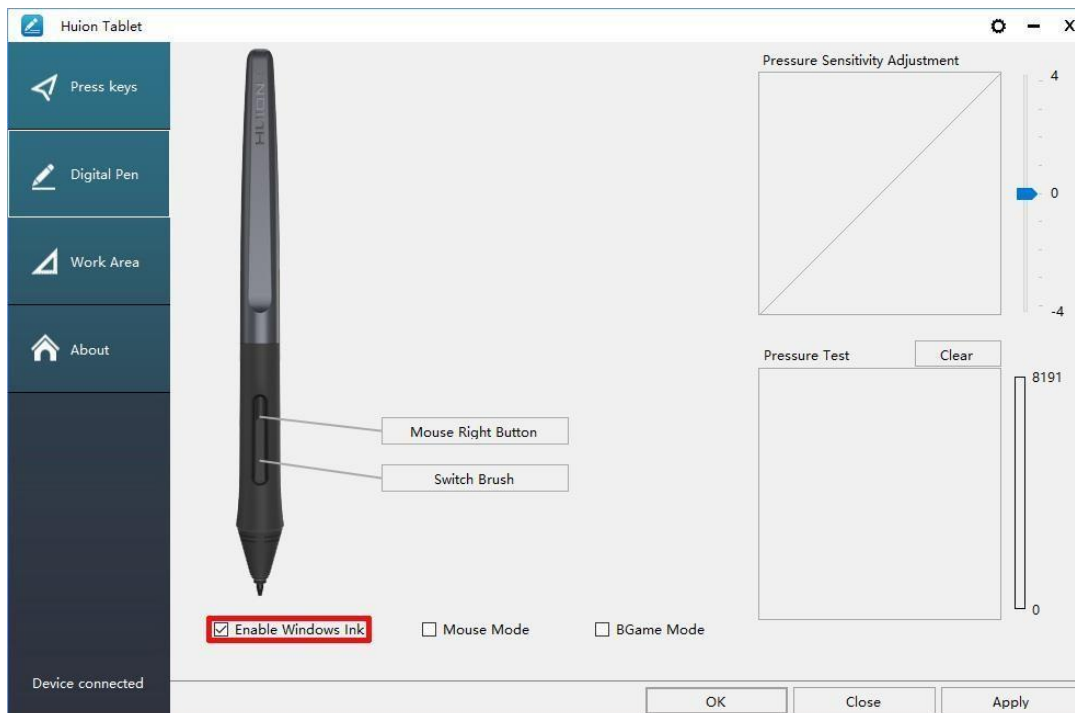 Huion Tablet
X
Press keys
Digital Pen
Work Area
About
Device connected
HUION
Mouse Right Button
Switch Brush
Enable Windows Ink
Mouse Mode
BGame Mode
Pressure Sensitivity Adjustment
4
0
-4
Pressure Test
Clear
8191
0
OK
Close
Apply